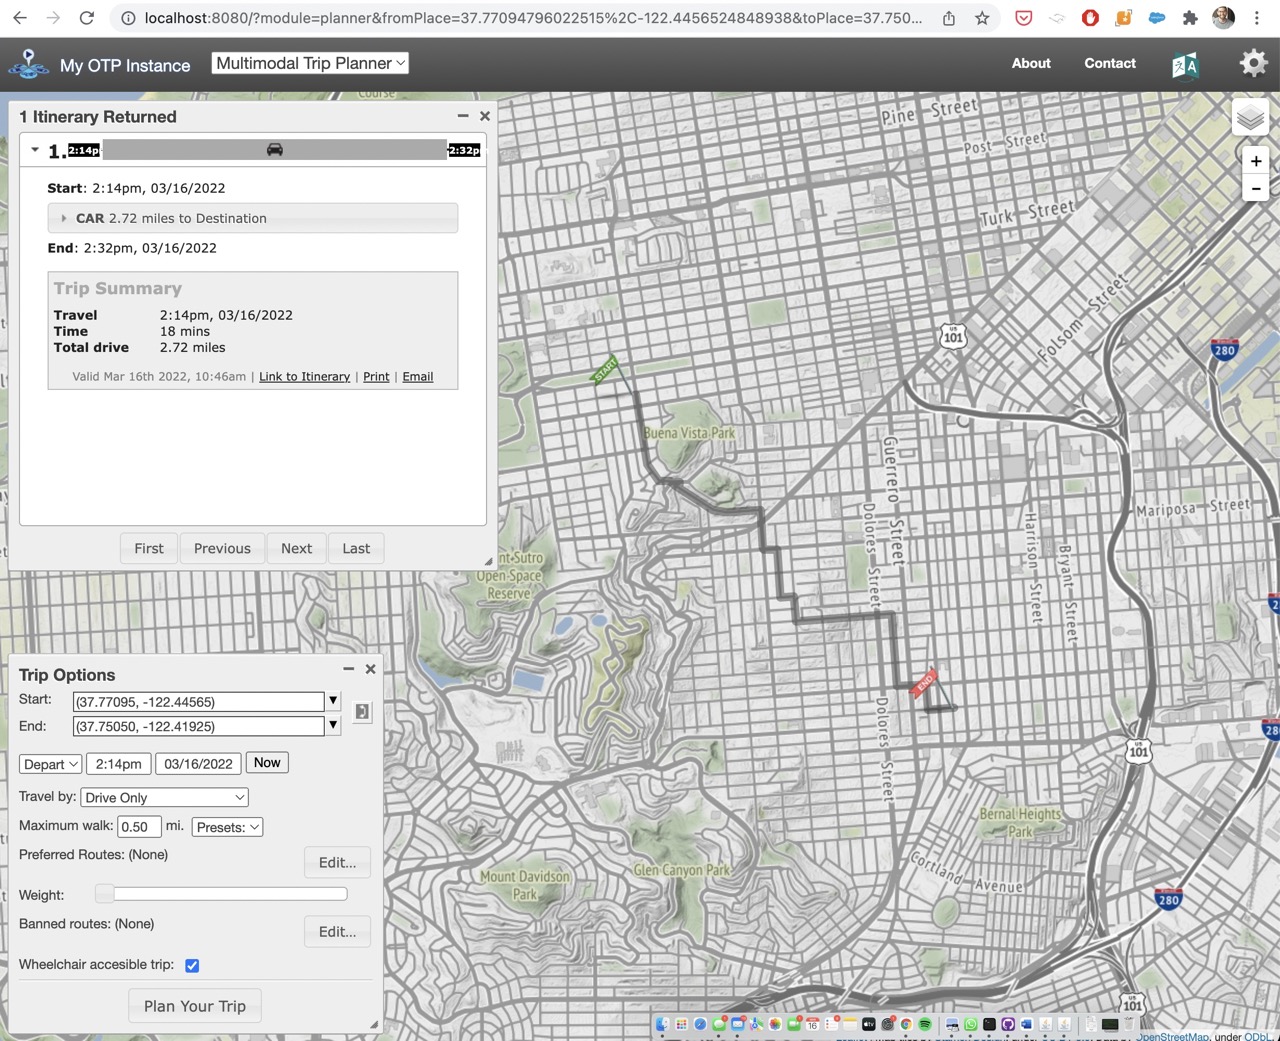 localhost:8080/?module=planner&fromPlace=37.77094796022515%2C-122.4456524848938&toPlace=37.750...
My OTP Instance
Multimodal Trip Planner
About
Contact
1 Itinerary Returned
1.
2:14p
2:32p
Start: 2:14pm, 03/16/2022
CAR 2.72 miles to Destination
End: 2:32pm, 03/16/2022
Trip Summary
Travel 2:14pm, 03/16/2022
Time 18 mins
Total drive 2.72 miles
Valid Mar 16th 2022, 10:46am | Link to Itinerary | Print | Email
First Previous Next Last
Trip Options
Start: (37.77095, -122.44565)
End: (37.75050, -122.41925)
Depart 2:14pm 03/16/2022 Now
Travel by: Drive Only
Maximum walk: 0.50 mi. Presets:
Preferred Routes: (None)
Edit...
Weight:
Banned routes: (None)
Edit...
Wheelchair accesible trip:
Plan Your Trip
Course
Pine Street
Post Street
Turk Street
Folsom Street
US
101
280
START
Buena Vista Park
Guerrero Street
Dolores Street
Mariposa Street
Harrison Street
Bryant Street
nt Sutro
Open Space
Reserve
END
Dolores Street
US
101
28
Bernal Heights
Park
Cortland Avenue
Mount Davidson
Park
Glen Canyon Park
280
US
101
+
−
OpenStreetMap, under ODbL.